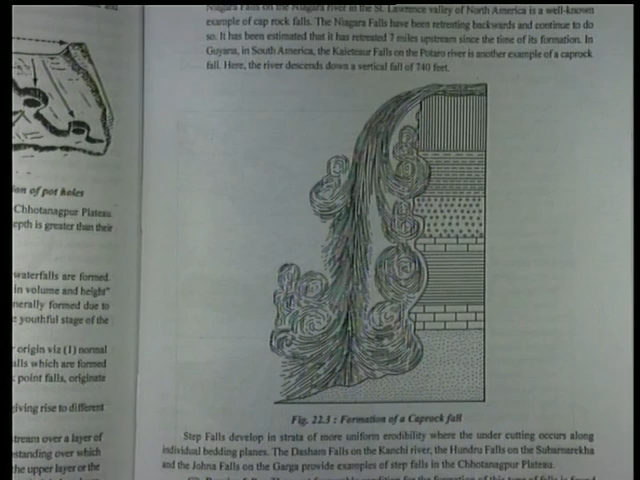 Niagara Falls on the Niagara river in the St. Lawrence valley of North America is a well-known
example of cap rock falls. The Niagara Falls have been retreating backwards and continue to do
so. It has been estimated that it has retreated 7 miles upstream since the time of its formation. In
Guyana, in South America, the Kaieteur Falls on the Potaro river is another example of a caprock
fall. Here, the river descends down a vertical fall of 740 feet.
Fig. 22.3 : Formation of a Caprock fall
Step Falls develop in strata of more uniform erodibility where the under cutting occurs along
individual bedding planes. The Dasham Falls on the Kanchi river, the Hundru Falls on the Subarnarekha
and the Johna Falls on the Garga provide examples of step falls in the Chhotanagpur Plateau.
ion of pot holes
Chhotanagpur Plateau.
epth is greater than their
waterfalls are formed.
in volume and height"
nerally formed due to
youthful stage of the
origin viz (1) normal
alls which are formed
point falls, originate
giving rise to different
tream over a layer of
standing over which
the upper layer or the